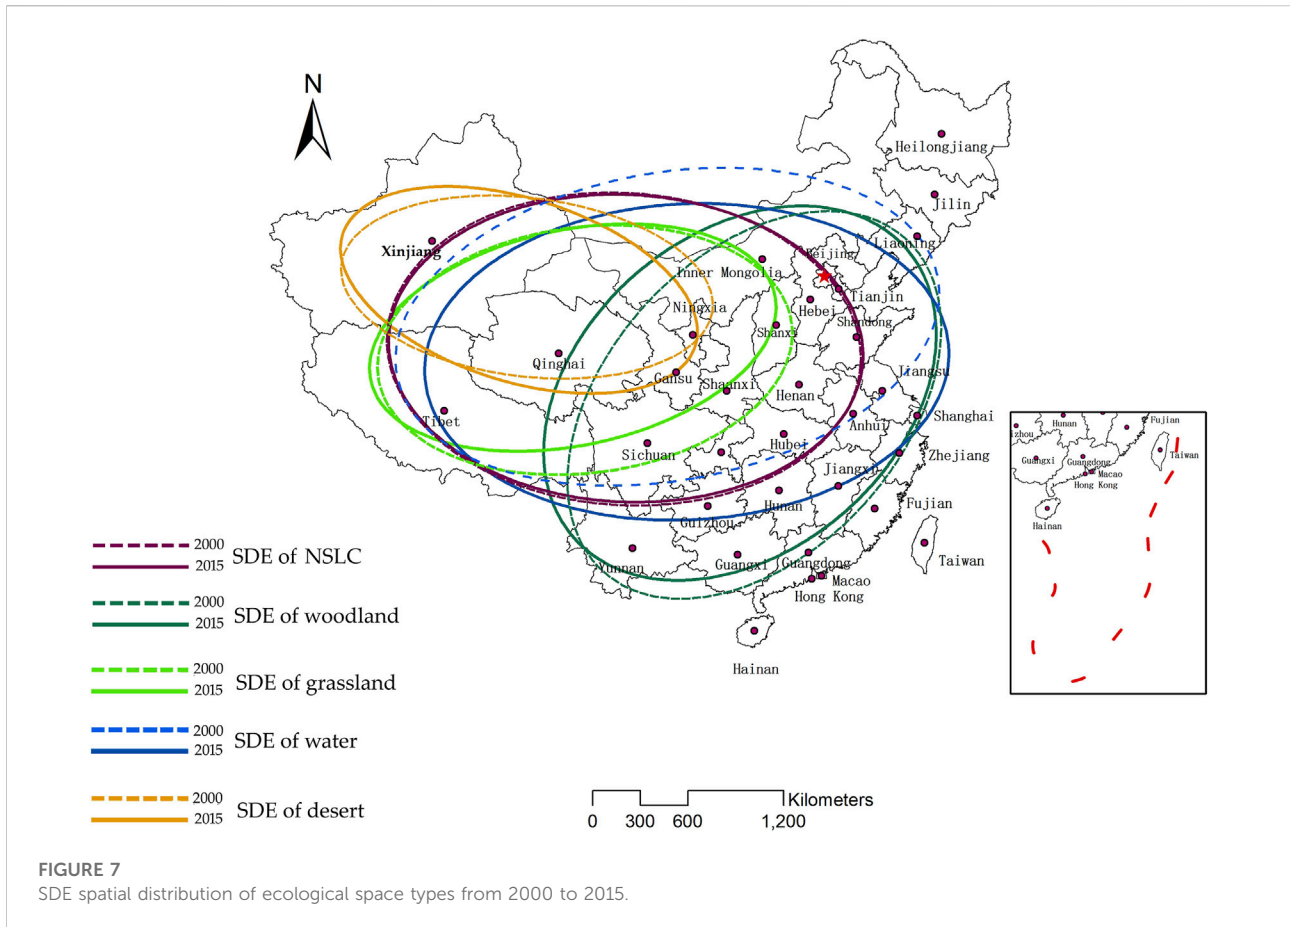 N
Heilongjiang
Jilin
Liaoning
Xinjiang
Beijing
Inner Mongolia
Tianjin
Hebei
Ningxia
Shandong
Shanxi
Qinghai
Gansu
Shaanxi
Henan
Jiangsu
Tibet
Shanghai
Anhui
Hubei
Sichuan
Zhejiang
Jiangxi
Hunan
Fujian
Guizhou
Yunnan
Guangxi
Guangdong
Taiwan
Macao
Hong Kong
Hainan
Fujian
Hunan
izhou
Taiwan
Guangxi
Guangdong
Macao
Hong Kong
Hainan
2000
2015
SDE of NSLC
2000
2015
SDE of woodland
2000
2015
SDE of grassland
2000
2015
SDE of water
2000
2015
SDE of desert
Kilometers
0 300 600 1,200
FIGURE 7
SDE spatial distribution of ecological space types from 2000 to 2015.